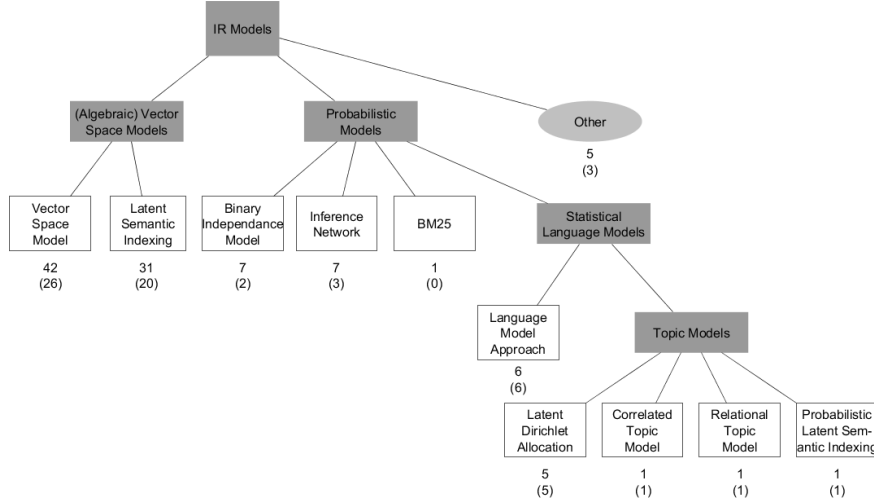 IR Models
(Algebraic) Vector
Space Models
Probabilistic
Models
Other
5
(3)
Vector
Space
Model
42
(26)
Latent
Semantic
Indexing
31
(20)
Binary
Independance
Model
7
(2)
Inference
Network
7
(3)
BM25
1
(0)
Statistical
Language Models
Language
Model
Approach
6
(6)
Topic Models
Latent
Dirichlet
Allocation
5
(5)
Correlated
Topic
Model
1
(1)
Relational
Topic
Model
1
(1)
Probabilistic
Latent Sem-
antic Indexing
1
(1)